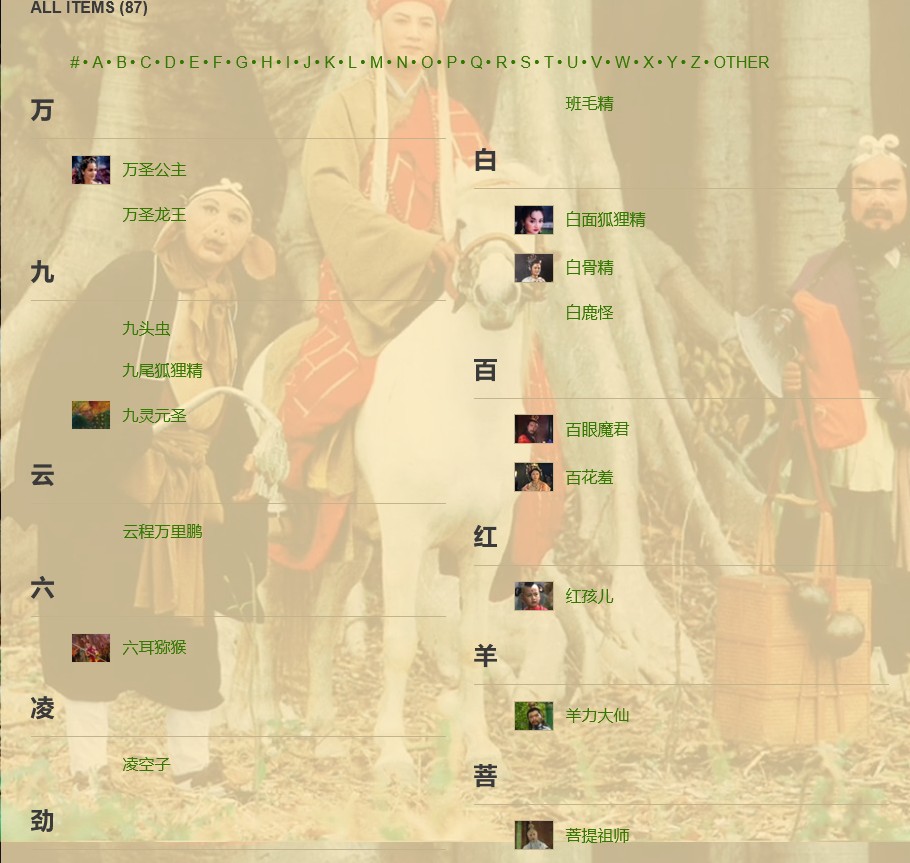 ALL ITEMS (87)
# • A • B • C • D • E • F • G • H • I • J • K • L • M • N • O • P • Q • R • S • T • U • V • W • X • Y • Z • OTHER
万
万圣公主
万圣龙王
九
九头虫
九尾狐狸精
九灵元圣
云
云程万里鹏
六
六耳猕猴
凌
凌空子
劲
班毛精
白
白面狐狸精
白骨精
白鹿怪
百
百眼魔君
百花羞
红
红孩儿
羊
羊力大仙
菩
菩提祖师